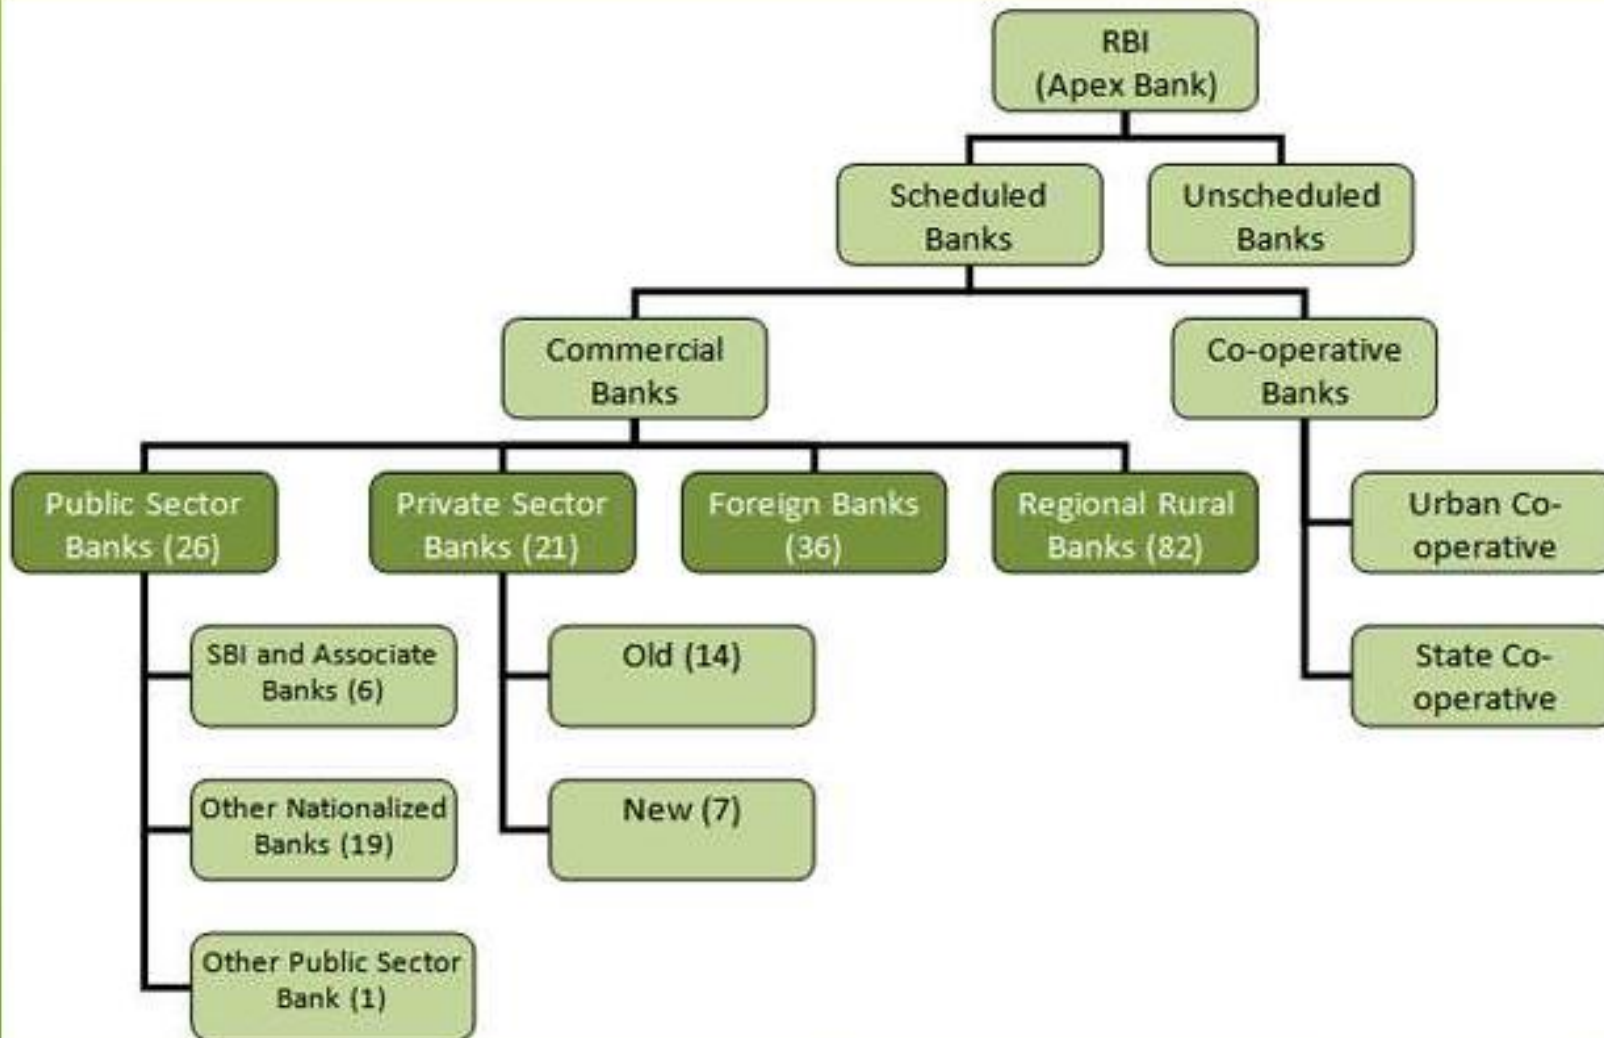 RBI
(Apex Bank)
Scheduled
Banks
Unscheduled
Banks
Commercial
Banks
Co-operative
Banks
Public Sector
Banks (26)
Private Sector
Banks (21)
Foreign Banks
(36)
Regional Rural
Banks (82)
Urban Co-
operative
SBI and Associate
Banks (6)
Old (14)
State Co-
operative
Other Nationalized
Banks (19)
New (7)
Other Public Sector
Bank (1)